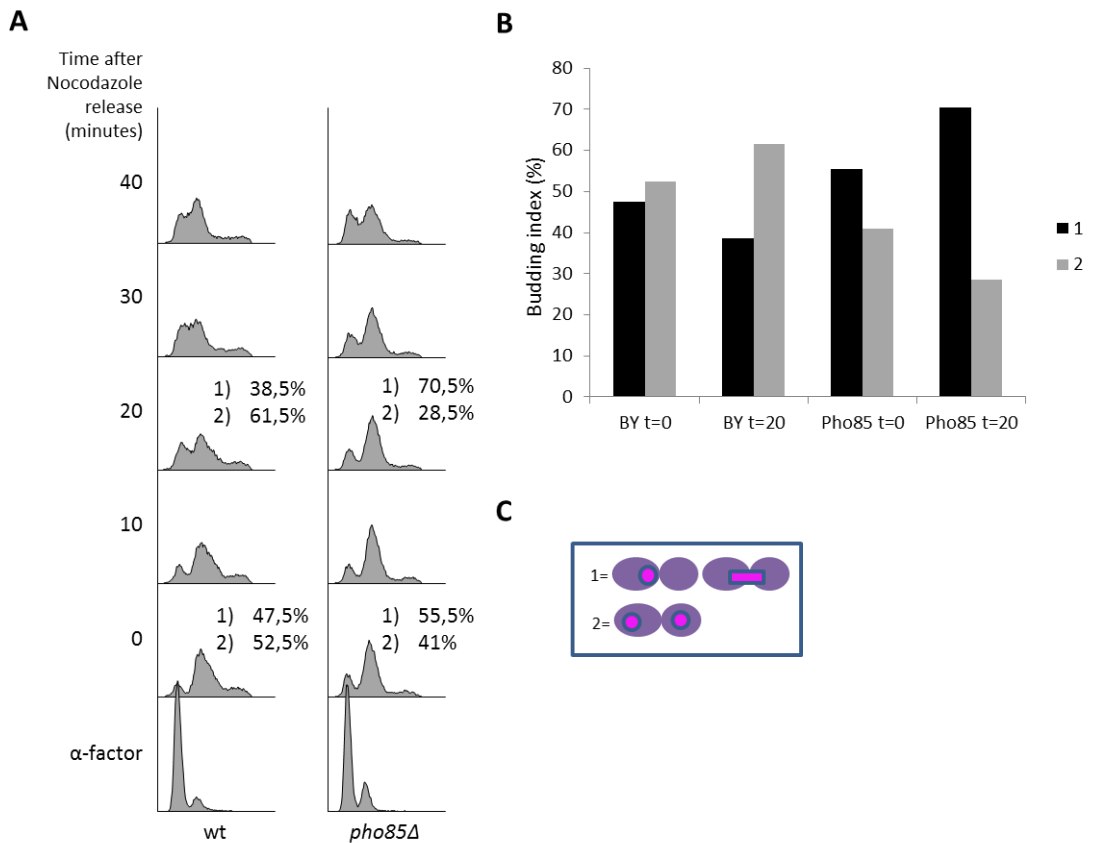 A
Time after
Nocodazole
release
(minutes)
40
30
20
1) 38,5%
2) 61,5%
1) 70,5%
2) 28,5%
10
0
1) 47,5%
2) 52,5%
1) 55,5%
2) 41%
α-factor
wt
pho85Δ
B
Budding index (%)
80
70
60
50
40
30
20
10
0
BY t=0
BY t=20
Pho85 t=0
Pho85 t=20
1
2
C
1=
2=